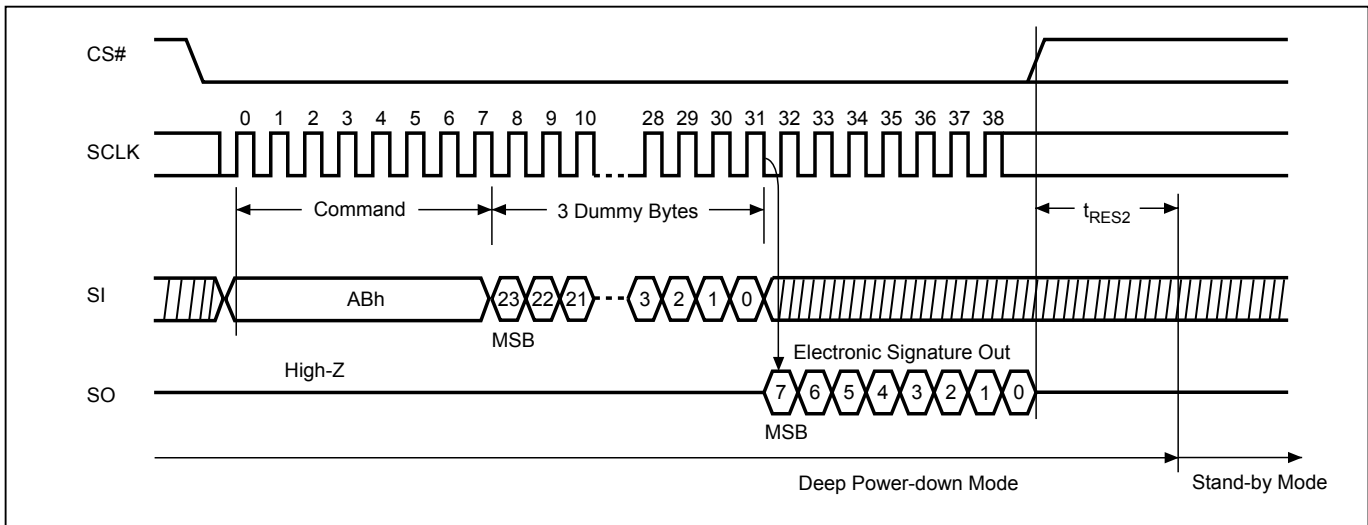 CS#
0 1 2 3 4 5 6 7 8 9 10 28 29 30 31 32 33 34 35 36 37 38
SCLK
Command 3 Dummy Bytes tRES2
SI ABh 23 22 21 3 2 1 0
MSB
High-Z Electronic Signature Out
SO 7 6 5 4 3 2 1 0
MSB
Deep Power-down Mode Stand-by Mode